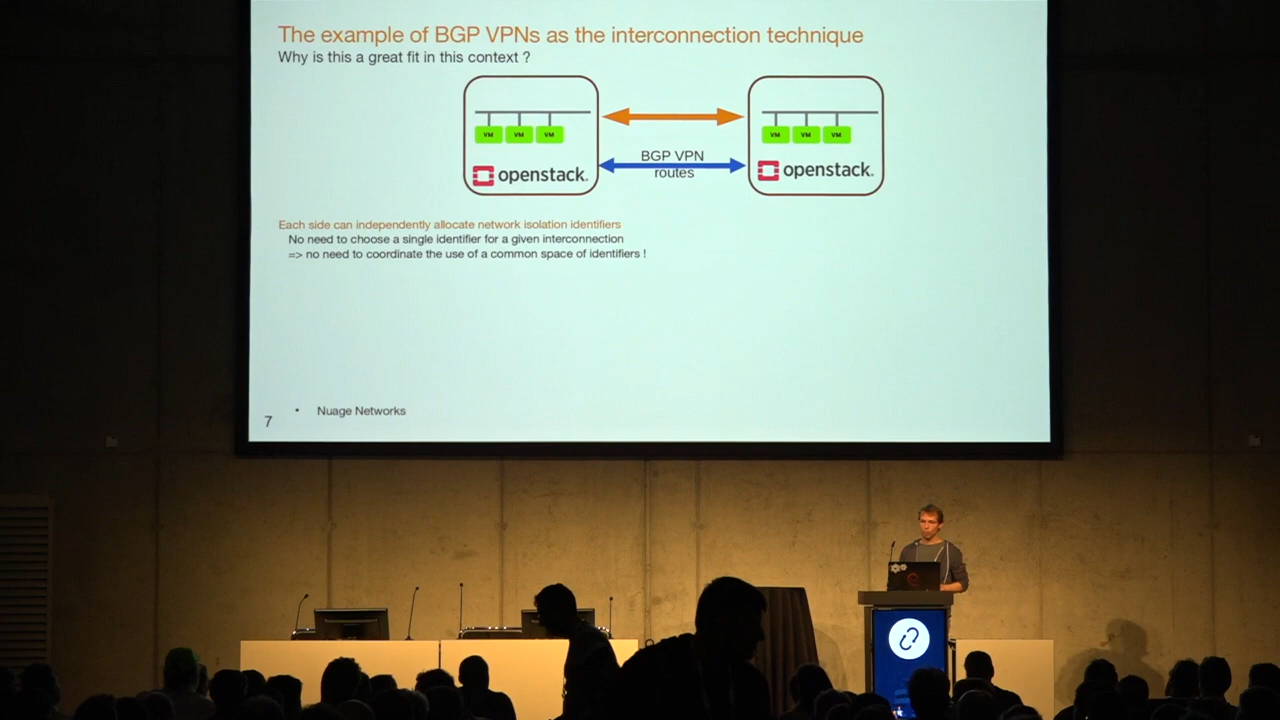 The example of BGP VPNs as the interconnection technique
Why is this a great fit in this context ?
VM VM VM
VM VM VM
BGP VPN
routes
openstack.
openstack.
Each side can independently allocate network isolation identifiers
No need to choose a single identifier for a given interconnection
=> no need to coordinate the use of a common space of identifiers !
• Nuage Networks
7